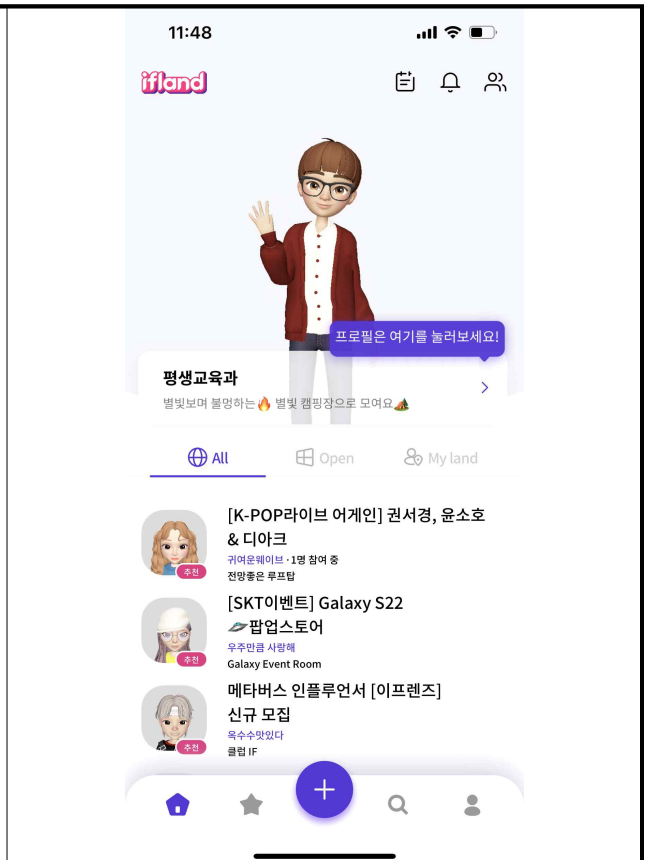 11:48
ifland
프로필은 여기를 눌러보세요!
평생교육과
별빛보며 불멍하는🔥 별빛 캠핑장으로 모여요🏕️
All
Open
My land
[K-POP라이브 어게인] 권서경, 윤소호
& 디아크
귀여운웨이브 · 1명 참여 중
추천
전망좋은 루프탑
[SKT이벤트] Galaxy S22
🛸팝업스토어
우주만큼 사랑해
추천
Galaxy Event Room
메타버스 인플루언서 [이프렌즈]
신규 모집
옥수수맛있다
추천
클럽 IF